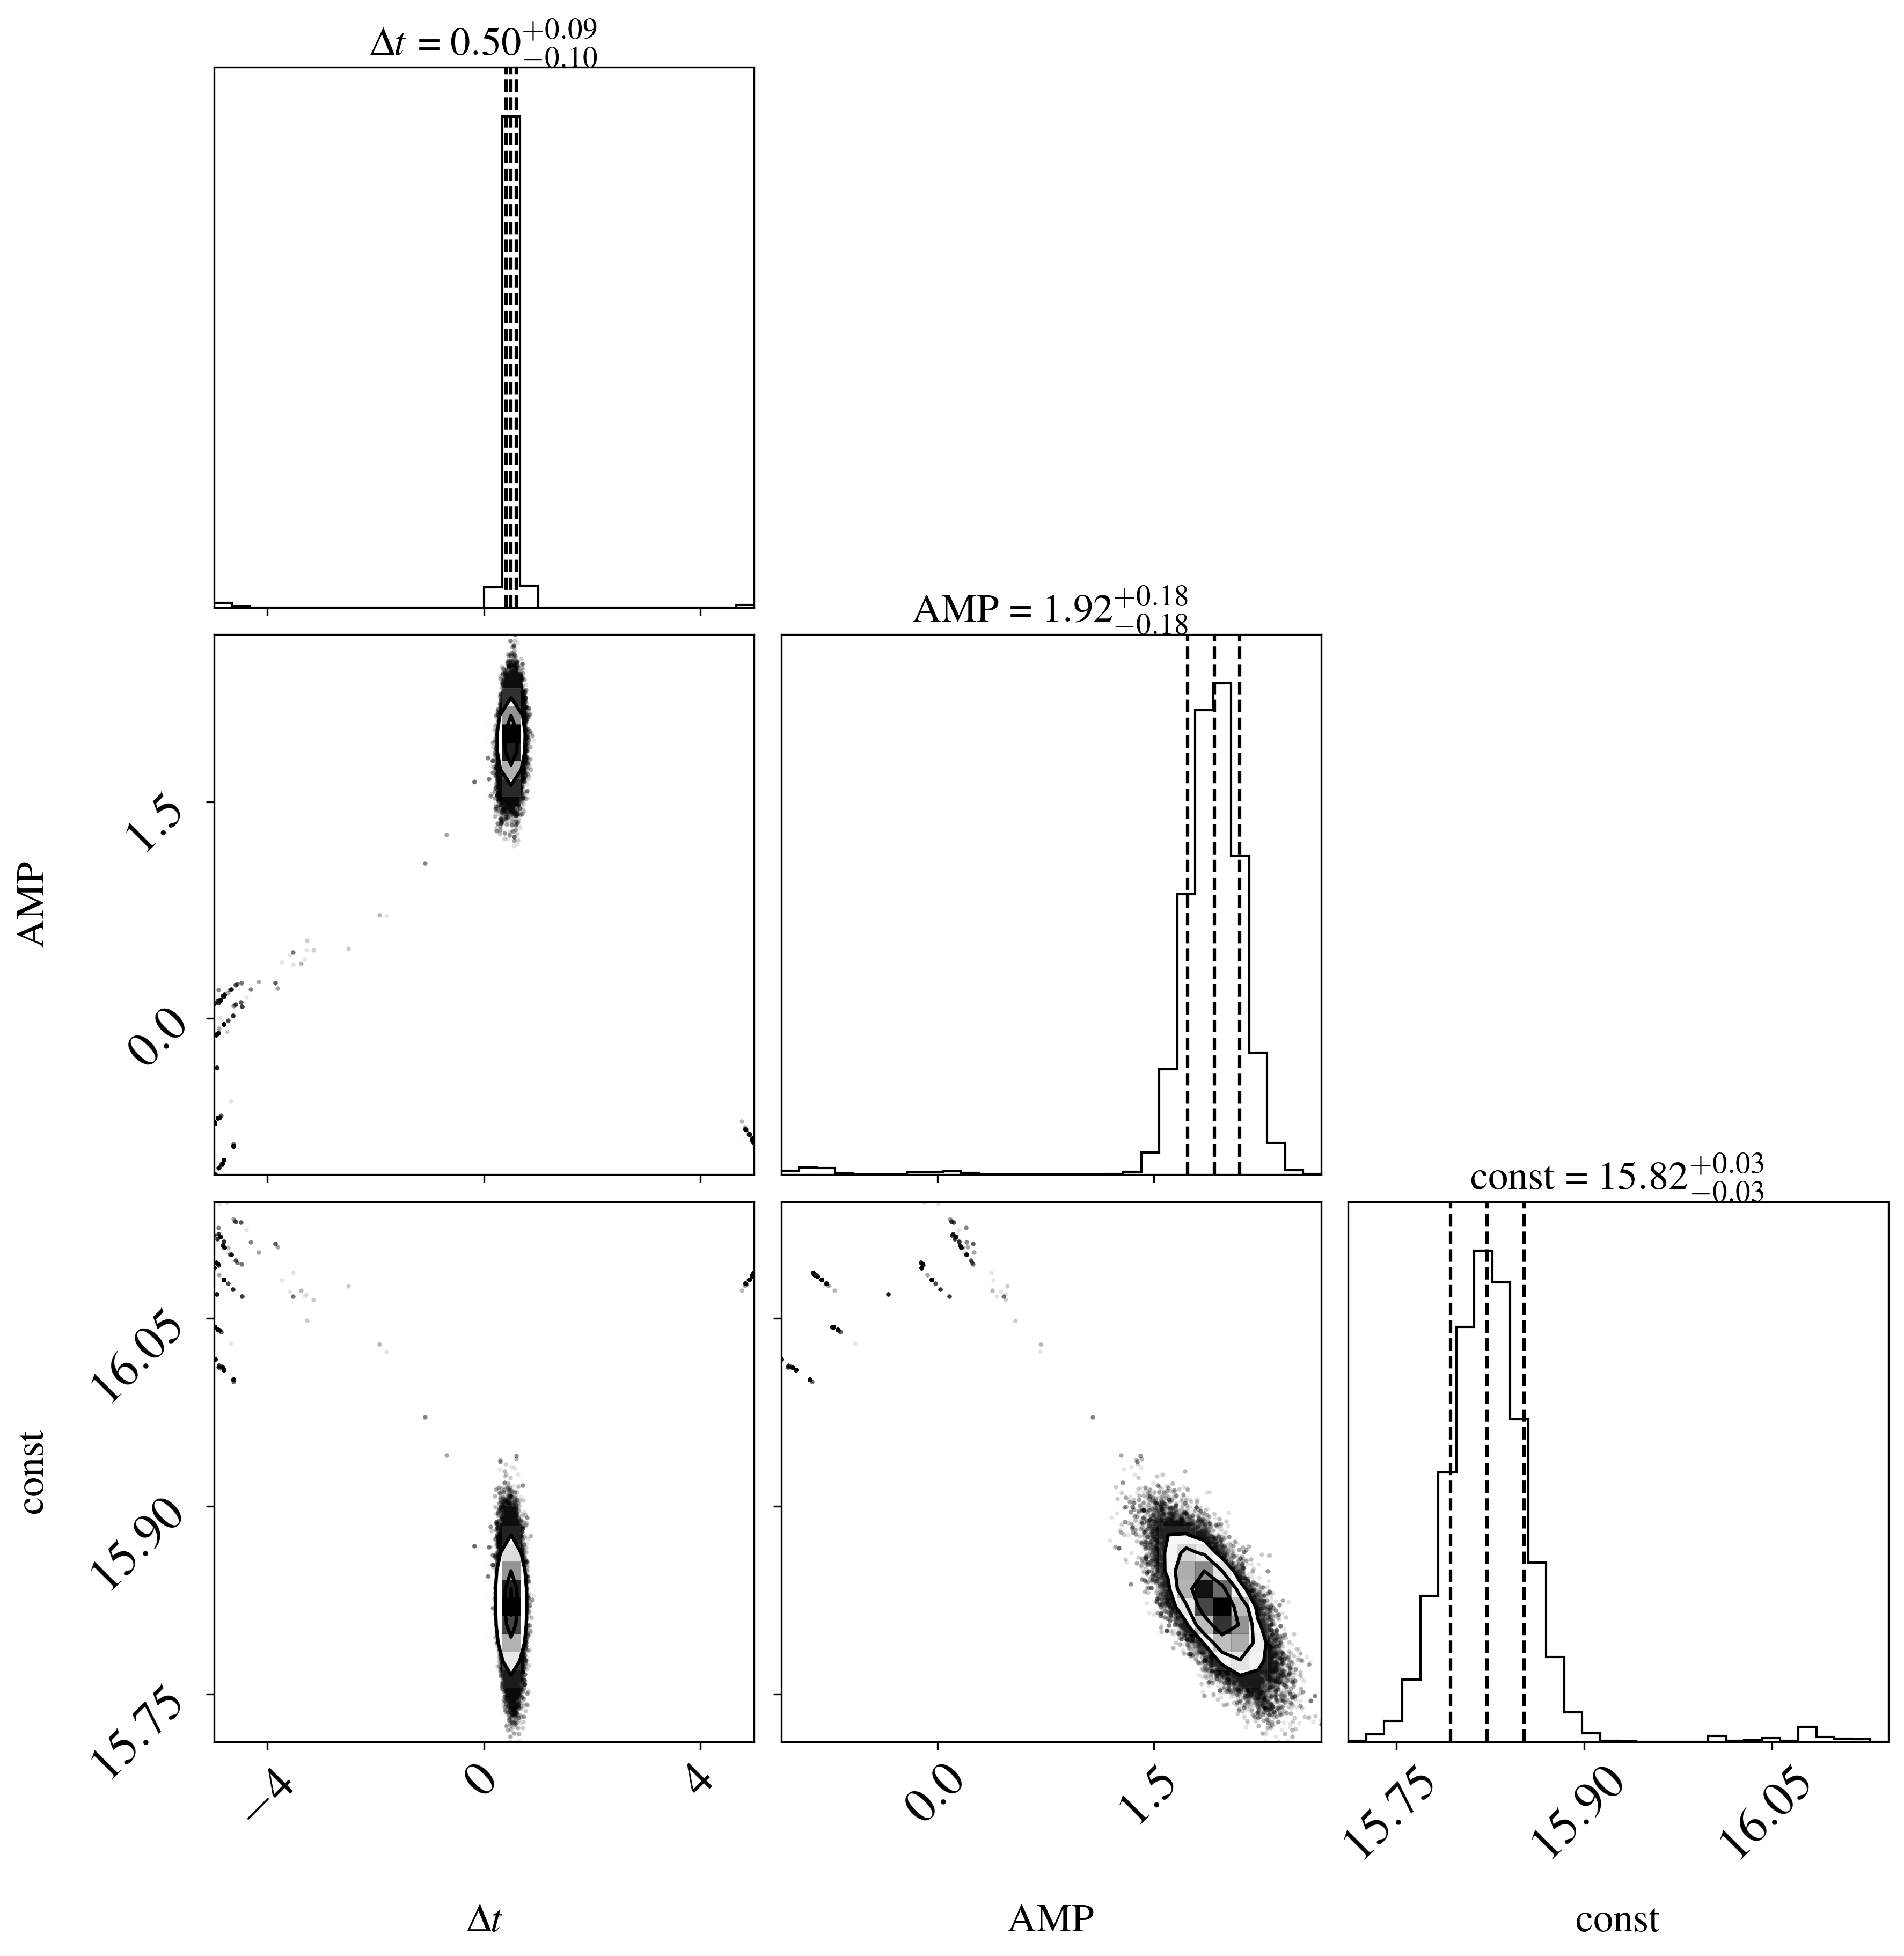 Δt = 0.50 +0.09 −0.10
AMP = 1.92 +0.18 −0.18
AMP
1.5
0.0
const = 15.82 +0.03 −0.03
const
16.05
15.90
15.75
−4 0 4
0.0 1.5
15.75 15.90 16.05
Δt AMP const